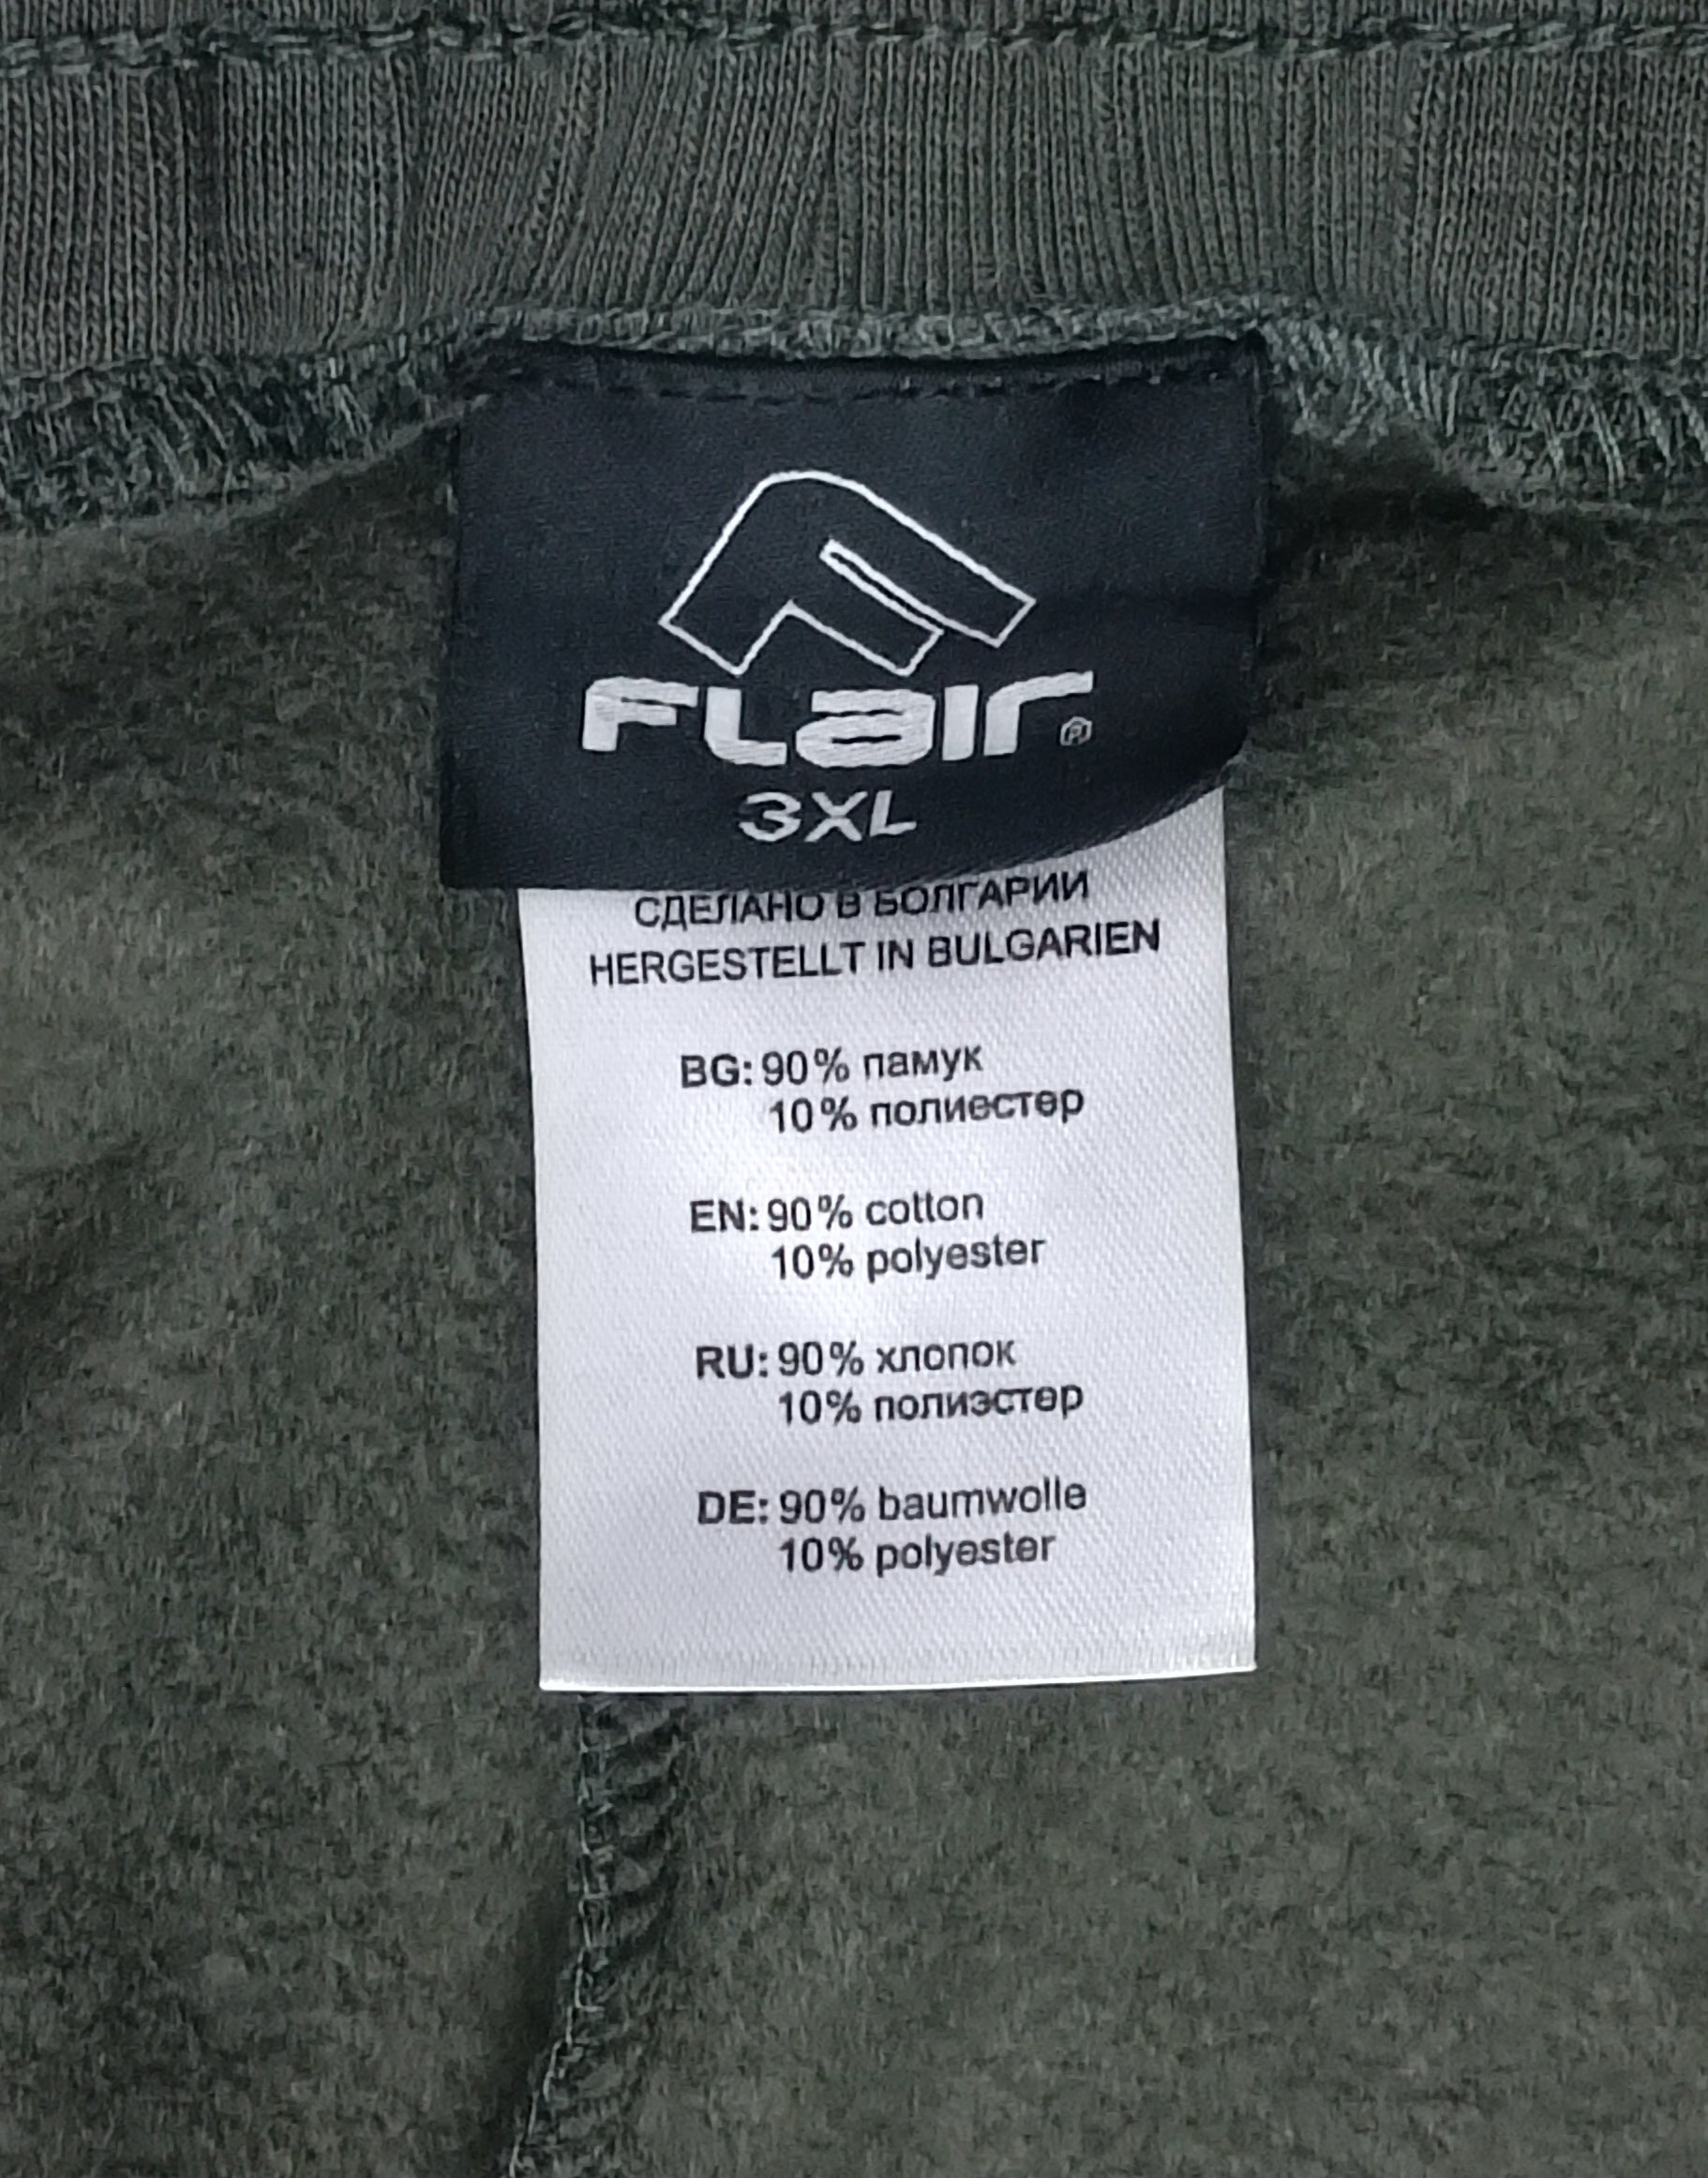 FLair
3XL
СДЕЛАНО В БОЛГАРИИ
HERGESTELLT IN BULGARIEN
BG: 90% памук
10% полиестер
EN: 90% cotton
10% polyester
RU: 90% хлопок
10% полиэстер
DE: 90% baumwolle
10% polyester